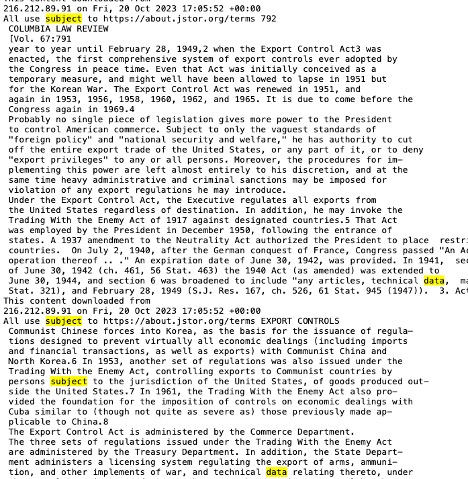 216.212.89.91 on Fri, 20 Oct 2023 17:05:52 +00:00
All use subject to https://about.jstor.org/terms 792
COLUMBIA LAW REVIEW
[Vol. 67:791
year to year until February 28, 1949,2 when the Export Control Act3 was
enacted, the first comprehensive system of export controls ever adopted by
the Congress in peace time. Even that Act was initially conceived as a
temporary measure, and might well have been allowed to lapse in 1951 but
for the Korean War. The Export Control Act was renewed in 1951, and
again in 1953, 1956, 1958, 1960, 1962, and 1965. It is due to come before the
Congress again in 1969.4
Probably no single piece of legislation gives more power to the President
to control American commerce. Subject to only the vaguest standards of
"foreign policy" and "national security and welfare," he has authority to cut
off the entire export trade of the United States, or any part of it, or to deny
"export privileges" to any or all persons. Moreover, the procedures for im-
plementing this power are left almost entirely to his discretion, and at the
same time heavy administrative and criminal sanctions may be imposed for
violation of any export regulations he may introduce.
Under the Export Control Act, the Executive regulates all exports from
the United States regardless of destination. In addition, he may invoke the
Trading With the Enemy Act of 1917 against designated countries.5 That Act
was employed by the President in December 1950, following the entrance of
states. A 1937 amendment to the Neutrality Act authorized the President to place restri
countries. On July 2, 1940, after the German conquest of France, Congress passed "An Ac
operation thereof .. ." An expiration date of June 30, 1942, was provided. In 1941, sec
of June 30, 1942 (ch. 461, 56 Stat. 463) the 1940 Act (as amended) was extended to
June 30, 1944, and section 6 was broadened to include "any articles, technical data, ma
Stat. 321), and February 28, 1949 (S.J. Res. 167, ch. 526, 61 Stat. 945 (1947)). 3. Act
This content downloaded from
216.212.89.91 on Fri, 20 Oct 2023 17:05:52 +00:00
All use subject to https://about.jstor.org/terms EXPORT CONTROLS
Communist Chinese forces into Korea, as the basis for the issuance of regula-
tions designed to prevent virtually all economic dealings (including imports
and financial transactions, as well as exports) with Communist China and
North Korea.6 In 1953, another set of regulations was also issued under the
Trading With the Enemy Act, controlling exports to Communist countries by
persons subject to the jurisdiction of the United States, of goods produced out-
side the United States.7 In 1961, the Trading With the Enemy Act also pro-
vided the foundation for the imposition of controls on economic dealings with
Cuba similar to (though not quite as severe as) those previously made ap-
plicable to China.8
The Export Control Act is administered by the Commerce Department.
The three sets of regulations issued under the Trading With the Enemy Act
are administered by the Treasury Department. In addition, the State Depart-
ment administers a licensing system regulating the export of arms, ammuni-
tion, and other implements of war, and technical data relating thereto, under